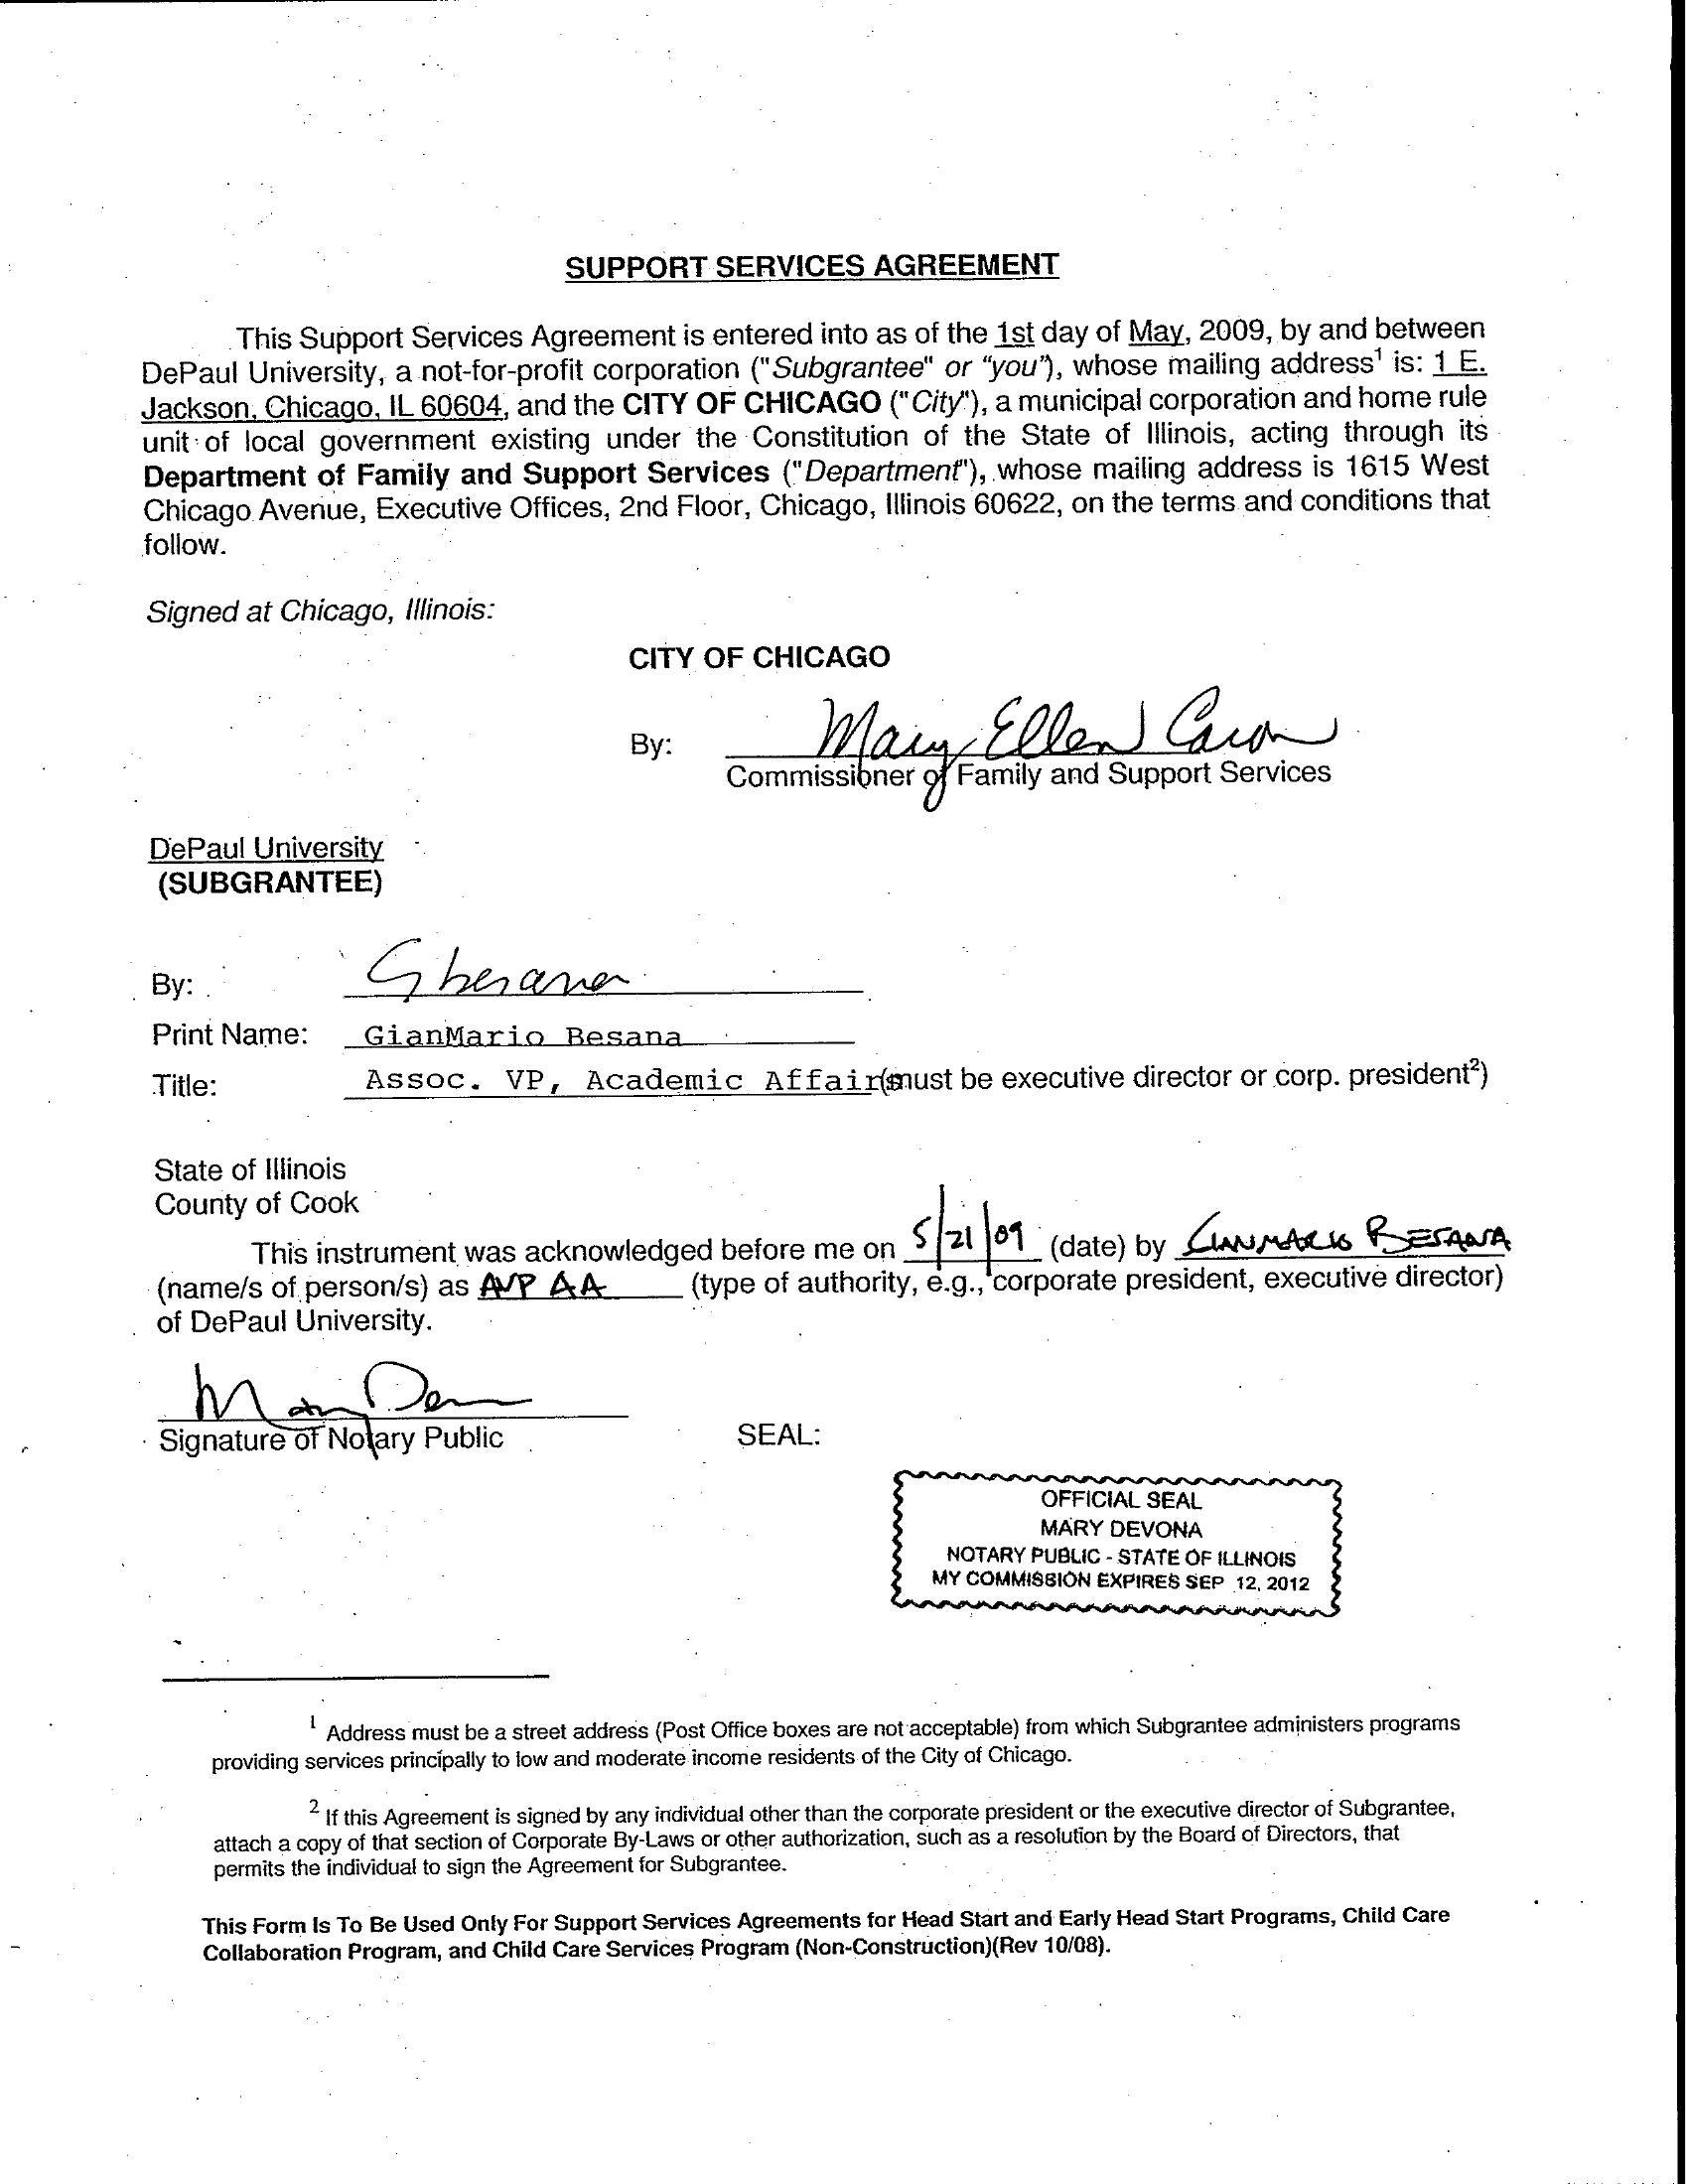 SUPPORT SERVICES AGREEMENT
This Support Services Agreement is entered into as of the 1st day of May, 2009, by and between
DePaul University, a not-for-profit corporation ("Subgrantee" or "you"), whose mailing address¹ is: 1 E.
Jackson, Chicago, IL 60604, and the CITY OF CHICAGO ("City"), a municipal corporation and home rule
unit of local government existing under the Constitution of the State of Illinois, acting through its
Department of Family and Support Services ("Department"), whose mailing address is 1615 West
Chicago Avenue, Executive Offices, 2nd Floor, Chicago, Illinois 60622, on the terms and conditions that
follow.
Signed at Chicago, Illinois:
CITY OF CHICAGO
By: Mary Ellen Caron
Commissioner of Family and Support Services
DePaul University
(SUBGRANTEE)
By: Gbesana
Print Name: GianMario Besana
Title: Assoc. VP, Academic Affairs (must be executive director or corp. president²)
State of Illinois
County of Cook
This instrument was acknowledged before me on 5/21/09 (date) by GIANMARIO BESANA
(name/s of person/s) as AVP AA (type of authority, e.g., corporate president, executive director)
of DePaul University.
Signature of Notary Public SEAL:
OFFICIAL SEAL
MARY DEVONA
NOTARY PUBLIC - STATE OF ILLINOIS
MY COMMISSION EXPIRES SEP 12, 2012
¹ Address must be a street address (Post Office boxes are not acceptable) from which Subgrantee administers programs
providing services principally to low and moderate income residents of the City of Chicago.
² If this Agreement is signed by any individual other than the corporate president or the executive director of Subgrantee,
attach a copy of that section of Corporate By-Laws or other authorization, such as a resolution by the Board of Directors, that
permits the individual to sign the Agreement for Subgrantee.
This Form Is To Be Used Only For Support Services Agreements for Head Start and Early Head Start Programs, Child Care
Collaboration Program, and Child Care Services Program (Non-Construction)(Rev 10/08).